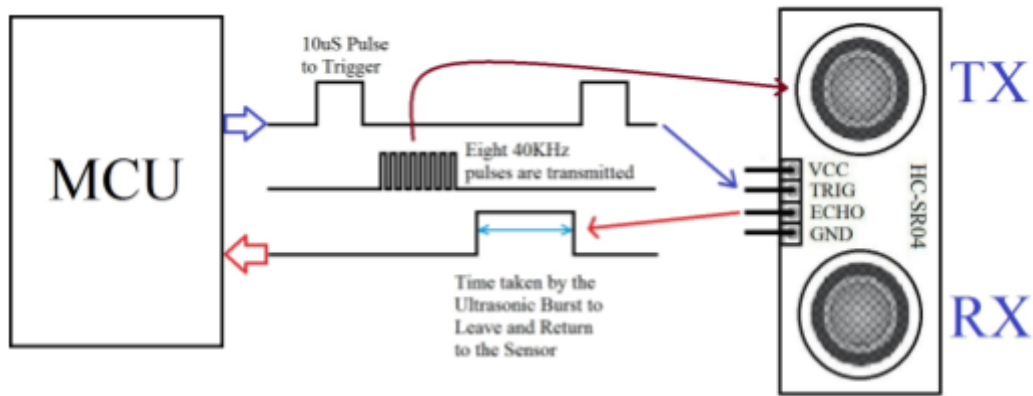 MCU
10uS Pulse
to Trigger
Eight 40KHz
pulses are transmitted
Time taken by the
Ultrasonic Burst to
Leave and Return
to the Sensor
TX
VCC
TRIG
ECHO
GND
HC-SR04
RX